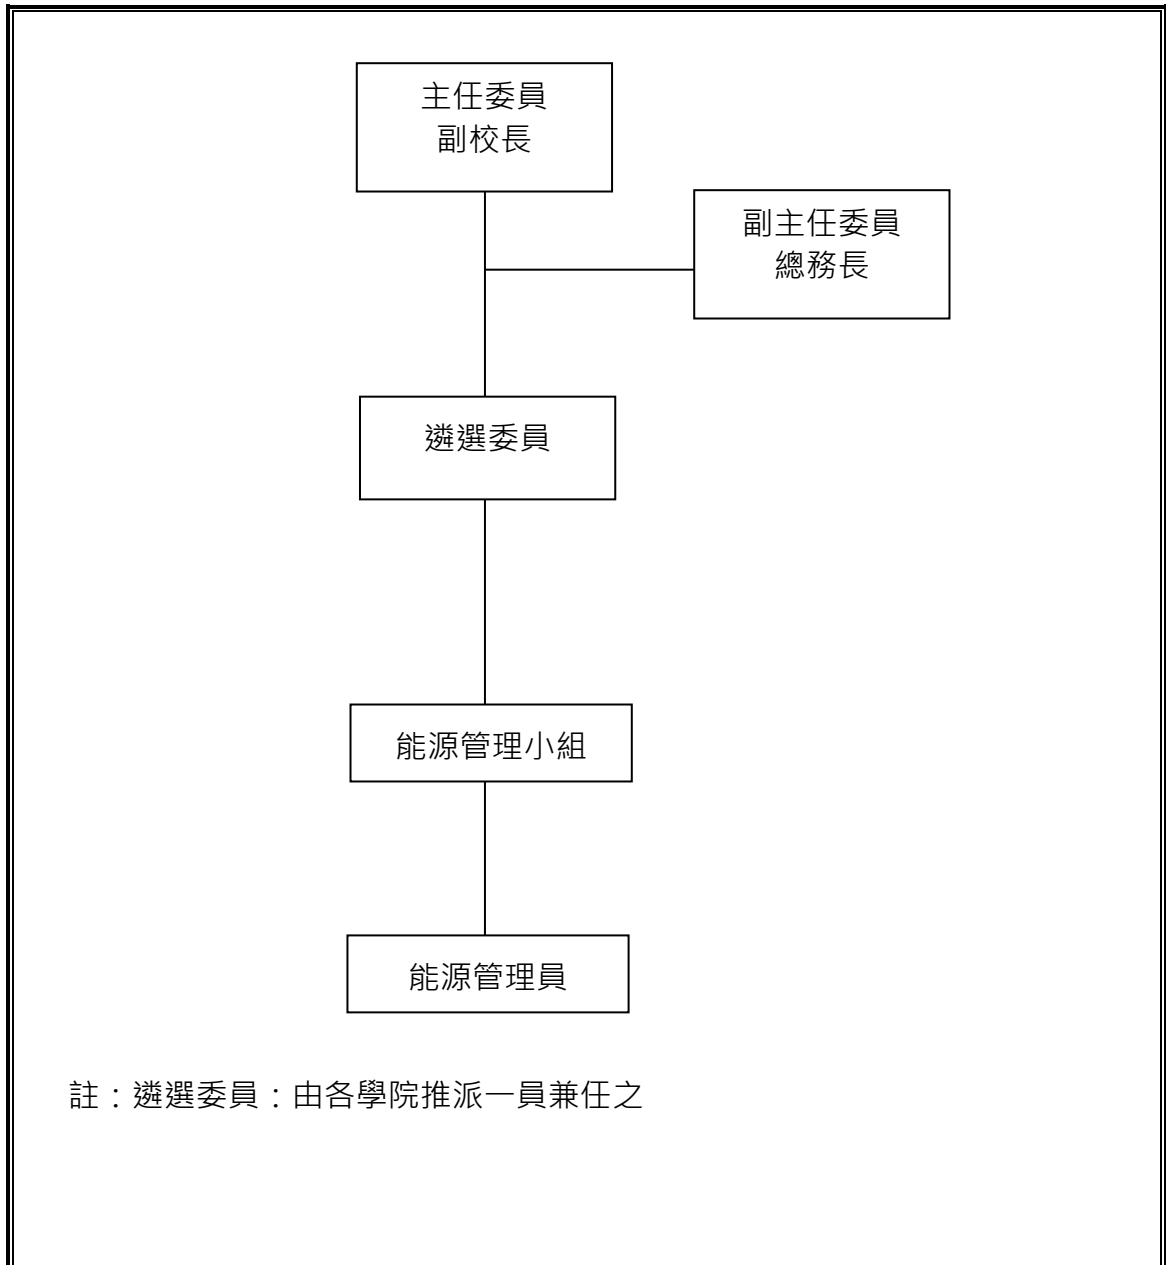 主任委員
副校長
副主任委員
總務長
遴選委員
能源管理小組
能源管理員
註：遴選委員：由各學院推派一員兼任之